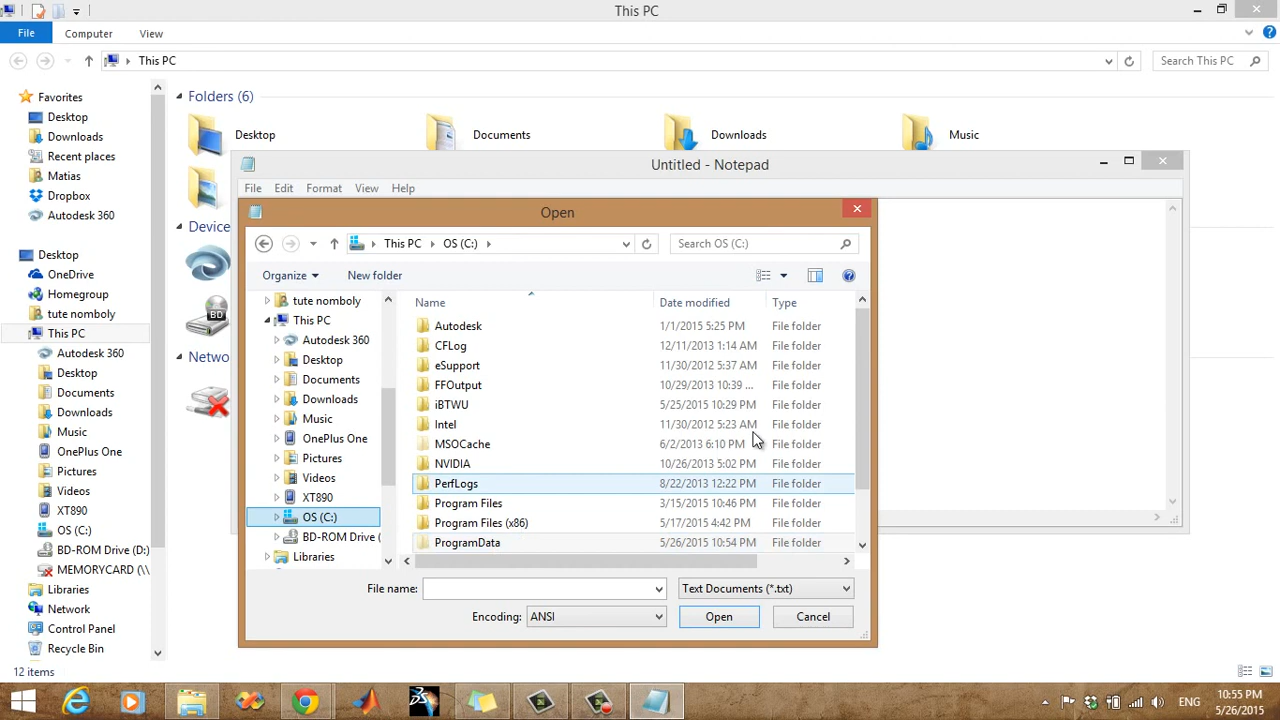 This PC
File Computer View
This PC
Search This PC
Favorites
Desktop
Downloads
Recent places
Matias
Dropbox
Autodesk 360
Desktop
OneDrive
Homegroup
tute nomboly
This PC
Autodesk 360
Desktop
Documents
Downloads
Music
OnePlus One
Pictures
Videos
XT890
OS (C:)
BD-ROM Drive (D:)
MEMORYCARD (\\
Libraries
Network
Control Panel
Recycle Bin
12 items
Folders (6)
Desktop Documents Downloads Music
Device
BD
Netwo
Untitled - Notepad
File Edit Format View Help
Open
This PC OS (C:)
Search OS (C:)
Organize New folder
tute nomboly
This PC
Autodesk 360
Desktop
Documents
Downloads
Music
OnePlus One
Pictures
Videos
XT890
OS (C:)
BD-ROM Drive (
Libraries
Name Date modified Type
Autodesk 1/1/2015 5:25 PM File folder
CFLog 12/11/2013 1:14 AM File folder
eSupport 11/30/2012 5:37 AM File folder
FFOutput 10/29/2013 10:39 ... File folder
iBTWU 5/25/2015 10:29 PM File folder
Intel 11/30/2012 5:23 AM File folder
MSOCache 6/2/2013 6:10 PM File folder
NVIDIA 10/26/2013 5:02 PM File folder
PerfLogs 8/22/2013 12:22 PM File folder
Program Files 3/15/2015 10:46 PM File folder
Program Files (x86) 5/17/2015 4:42 PM File folder
ProgramData 5/26/2015 10:54 PM File folder
File name:
Text Documents (*.txt)
Encoding: ANSI
Open Cancel
ENG
10:55 PM
5/26/2015